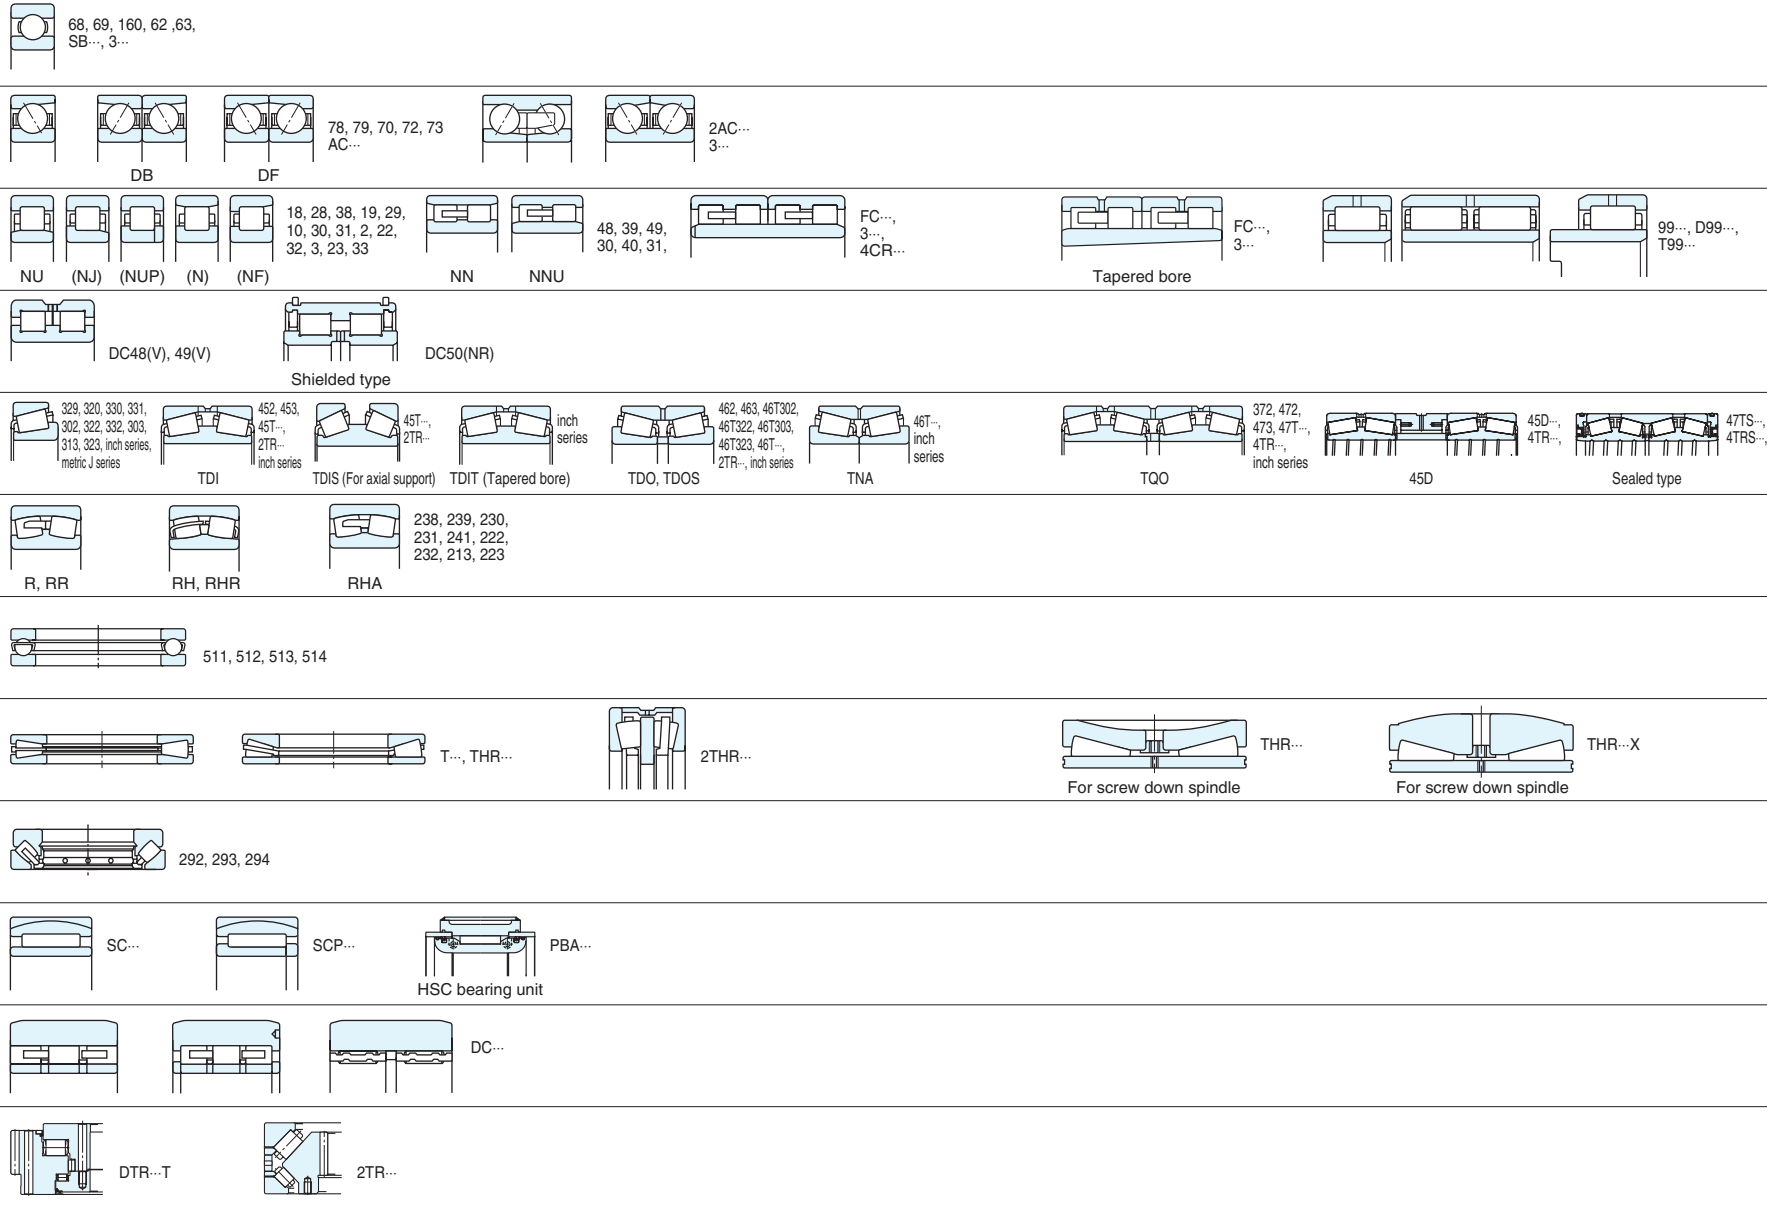 68, 69, 160, 62 ,63,
SB···, 3···
DB
DF
78, 79, 70, 72, 73
AC···
2AC···
3···
NU
(NJ)
(NUP)
(N)
(NF)
18, 28, 38, 19, 29,
10, 30, 31, 2, 22,
32, 3, 23, 33
NN
NNU
48, 39, 49,
30, 40, 31,
FC···,
3···,
4CR···
Tapered bore
FC···,
3···
99···, D99···,
T99···
DC48(V), 49(V)
Shielded type
DC50(NR)
329, 320, 330, 331,
302, 322, 332, 303,
313, 323, inch series,
metric J series
TDI
452, 453,
45T···,
2TR···
inch series
TDIS (For axial support)
45T···,
2TR···
TDIT (Tapered bore)
inch
series
TDO, TDOS
462, 463, 46T302,
46T322, 46T303,
46T323, 46T···,
2TR···, inch series
TNA
46T···,
inch
series
TQO
372, 472,
473, 47T···,
4TR···,
inch series
45D
45D···,
4TR···,
Sealed type
47TS···,
4TRS···,
R, RR
RH, RHR
RHA
238, 239, 230,
231, 241, 222,
232, 213, 223
511, 512, 513, 514
T···, THR···
2THR···
THR···
For screw down spindle
THR···X
For screw down spindle
292, 293, 294
SC···
SCP···
PBA···
HSC bearing unit
DC···
DTR···T
2TR···